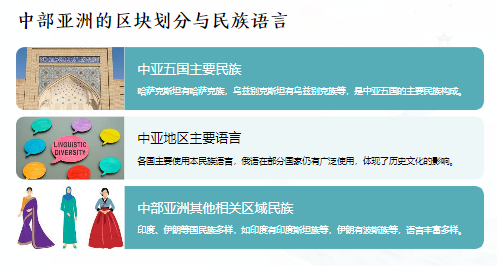 中部亚洲的区块划分与民族语言
中亚五国主要民族
哈萨克斯坦有哈萨克族，乌兹别克斯坦有乌兹别克族等，是中亚五国的主要民族构成。
LINGUISTIC
DIVERSITY
中亚地区主要语言
各国主要使用本民族语言，俄语在部分国家仍有广泛使用，体现了历史文化的影响。
中部亚洲其他相关区域民族
印度、伊朗等国民族多样，如印度有印度斯坦族等，伊朗有波斯族等，语言丰富多样。